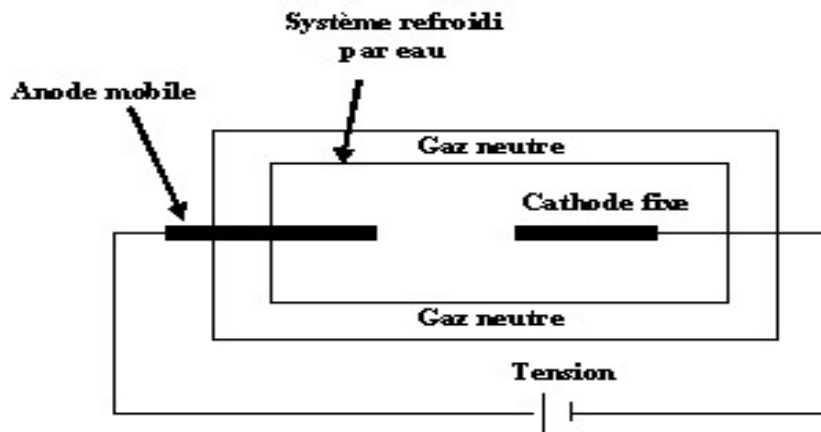 Système refroidi
par eau
Anode mobile
Gaz neutre
Cathode fixe
Gaz neutre
Tension